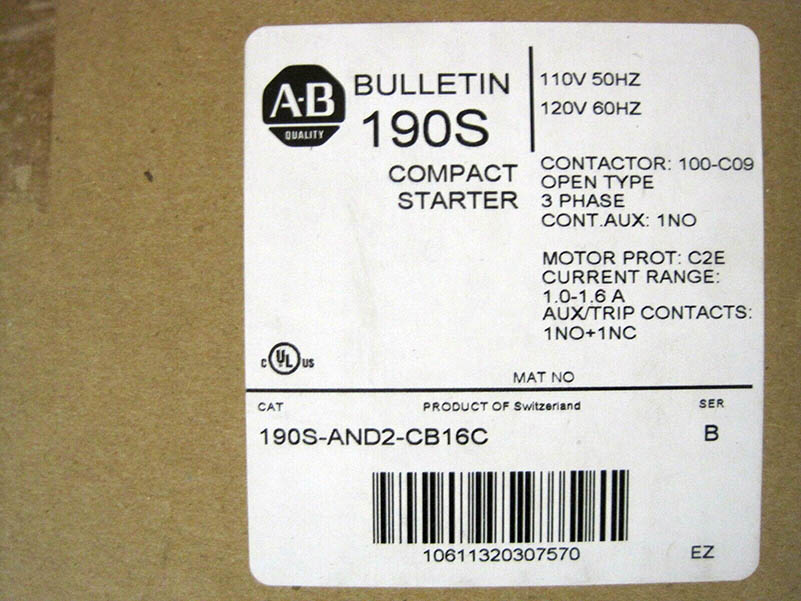 A-B
QUALITY
BULLETIN
190S
COMPACT
STARTER
110V 50HZ
120V 60HZ
CONTACTOR: 100-C09
OPEN TYPE
3 PHASE
CONT.AUX: 1NO
MOTOR PROT: C2E
CURRENT RANGE:
1.0-1.6 A
AUX/TRIP CONTACTS:
1NO+1NC
C UL US
MAT NO
CAT PRODUCT OF Switzerland SER
190S-AND2-CB16C B
10611320307570 EZ